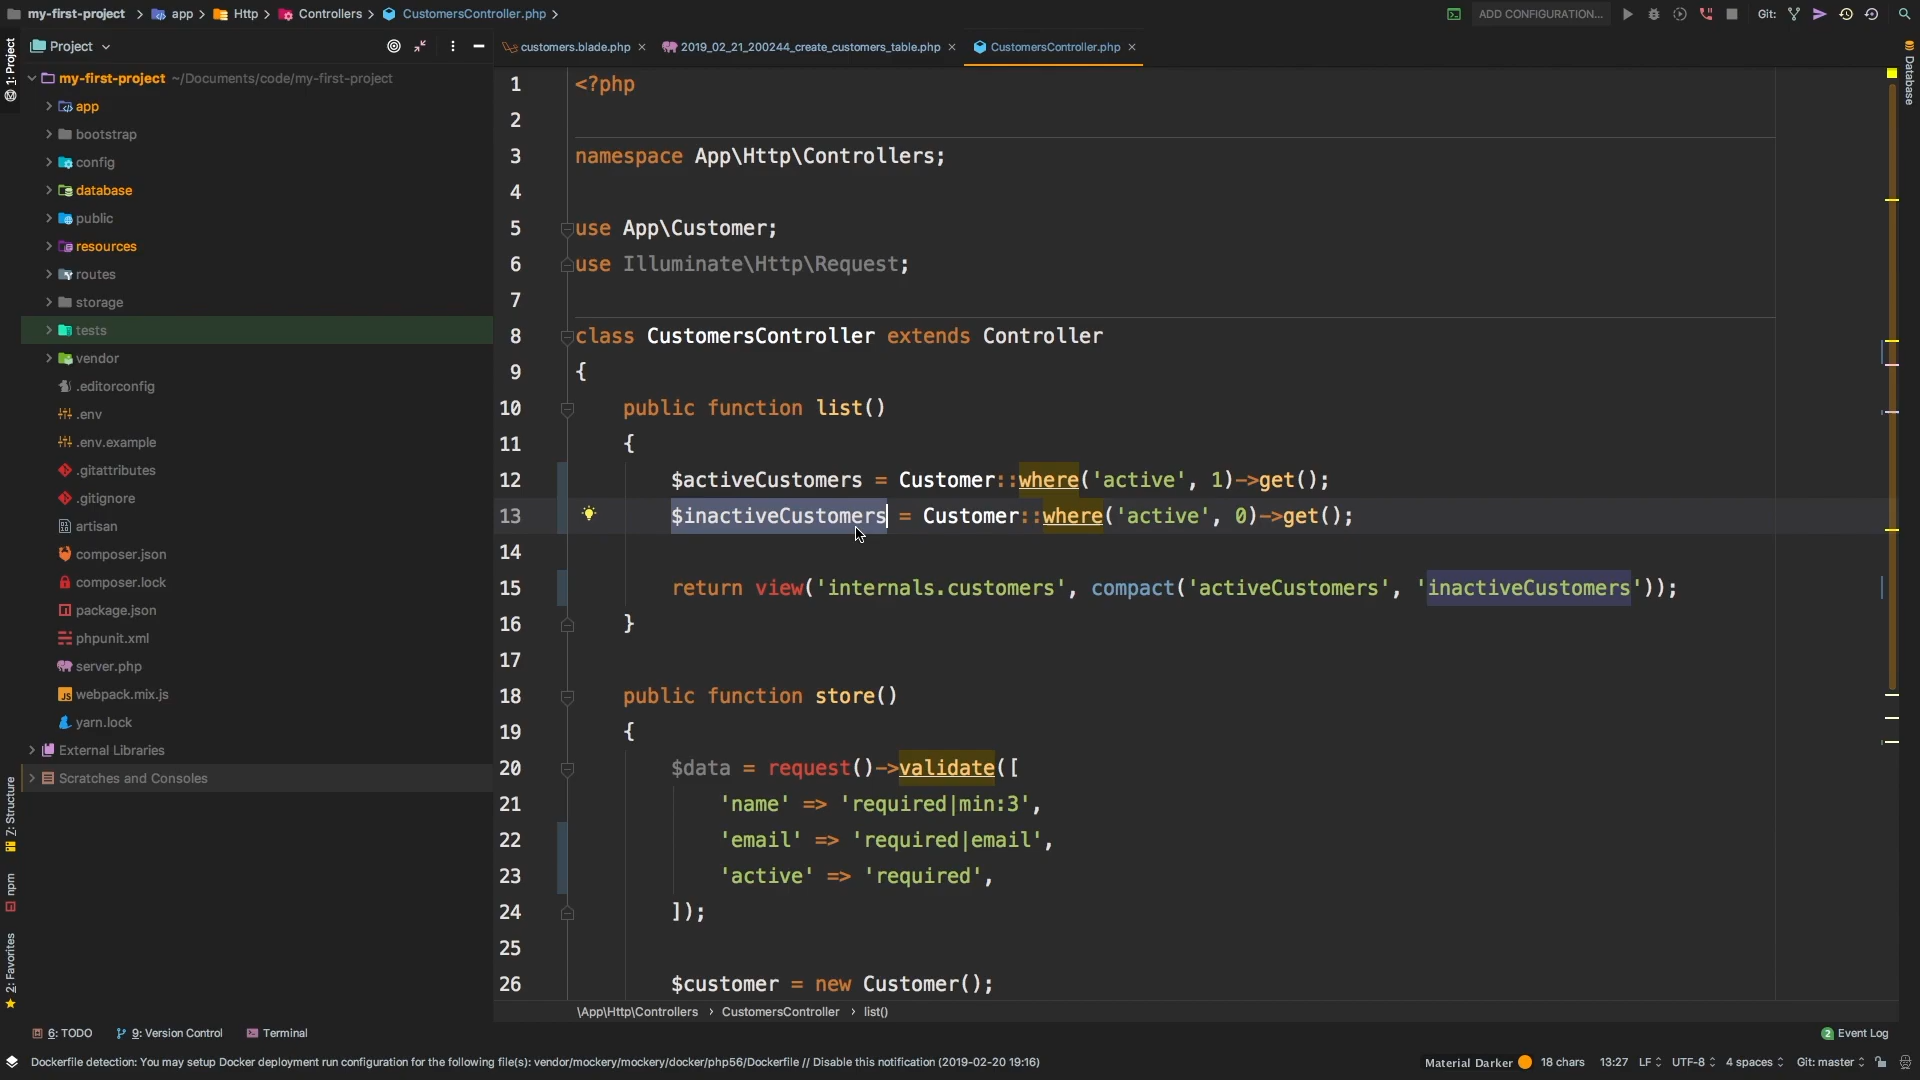 my-first-project > app > Http > Controllers > CustomersController.php >
ADD CONFIGURATION...
Git:
Project
customers.blade.php
2019_02_21_200244_create_customers_table.php
CustomersController.php
1: Project
Database
my-first-project ~/Documents/code/my-first-project
app
bootstrap
config
database
public
resources
routes
storage
tests
vendor
.editorconfig
.env
.env.example
.gitattributes
.gitignore
artisan
composer.json
composer.lock
package.json
phpunit.xml
server.php
webpack.mix.js
yarn.lock
External Libraries
Scratches and Consoles
7: Structure
npm
2: Favorites
1 <?php
2
3 namespace App\Http\Controllers;
4
5 use App\Customer;
6 use Illuminate\Http\Request;
7
8 class CustomersController extends Controller
9 {
10 public function list()
11 {
12 $activeCustomers = Customer::where('active', 1)->get();
13 $inactiveCustomers = Customer::where('active', 0)->get();
14
15 return view('internals.customers', compact('activeCustomers', 'inactiveCustomers'));
16 }
17
18 public function store()
19 {
20 $data = request()->validate([
21 'name' => 'required|min:3',
22 'email' => 'required|email',
23 'active' => 'required',
24 ]);
25
26 $customer = new Customer();
\App\Http\Controllers > CustomersController > list()
6: TODO
9: Version Control
Terminal
2 Event Log
Dockerfile detection: You may setup Docker deployment run configuration for the following file(s): vendor/mockery/mockery/docker/php56/Dockerfile // Disable this notification (2019-02-20 19:16)
Material Darker 18 chars 13:27 LF UTF-8 4 spaces Git: master